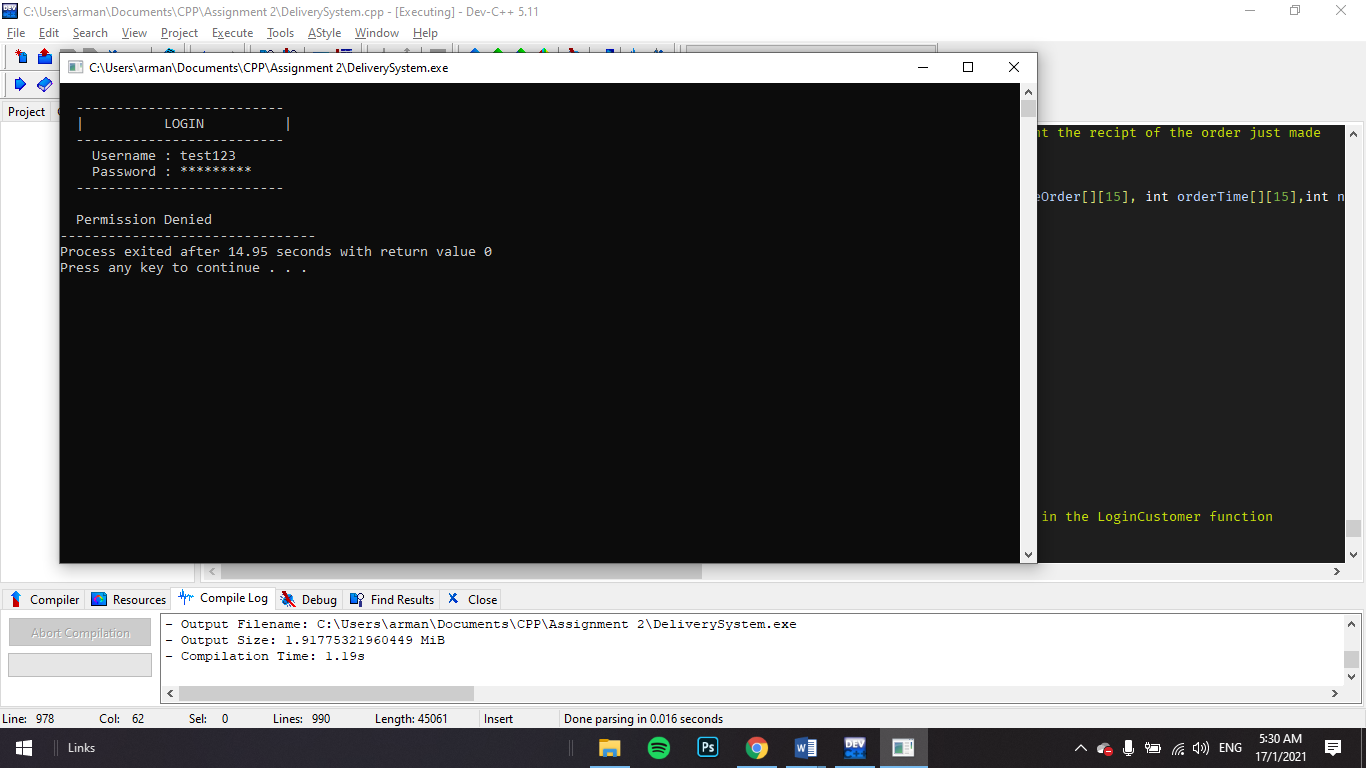 C:\Users\arman\Documents\CPP\Assignment 2\DeliverySystem.cpp - [Executing] - Dev-C++ 5.11
File Edit Search View Project Execute Tools AStyle Window Help
C:\Users\arman\Documents\CPP\Assignment 2\DeliverySystem.exe
Project
--------------------------
| LOGIN |
--------------------------
Username : test123
Password : *********
--------------------------
Permission Denied
--------------------------------
Process exited after 14.95 seconds with return value 0
Press any key to continue . . .
nt the recipt of the order just made
eOrder[][15], int orderTime[][15],int n
in the LoginCustomer function
Compiler Resources Compile Log Debug Find Results Close
Abort Compilation
- Output Filename: C:\Users\arman\Documents\CPP\Assignment 2\DeliverySystem.exe
- Output Size: 1.91775321960449 MiB
- Compilation Time: 1.19s
Line: 978 Col: 62 Sel: 0 Lines: 990 Length: 45061 Insert Done parsing in 0.016 seconds
Links
Ps
DEV
ENG
5:30 AM
17/1/2021